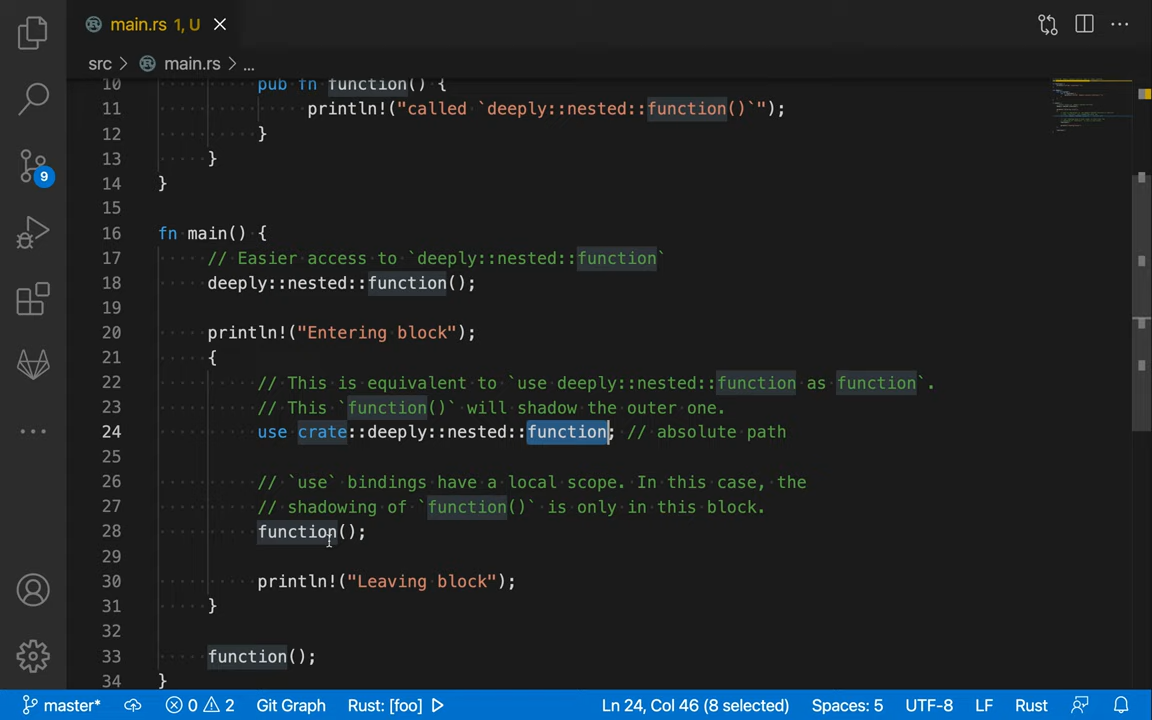 main.rs 1, U
src > main.rs > ...
10 pub fn function() {
11 println!("called `deeply::nested::function()`");
12 }
13 }
14 }
15
16 fn main() {
17 // Easier access to `deeply::nested::function`
18 deeply::nested::function();
19
20 println!("Entering block");
21 {
22 // This is equivalent to `use deeply::nested::function as function`.
23 // This `function()` will shadow the outer one.
24 use crate::deeply::nested::function; // absolute path
25
26 // `use` bindings have a local scope. In this case, the
27 // shadowing of `function()` is only in this block.
28 function();
29
30 println!("Leaving block");
31 }
32
33 function();
34 }
9
master* 0 2 Git Graph Rust: [foo] Ln 24, Col 46 (8 selected) Spaces: 5 UTF-8 LF Rust